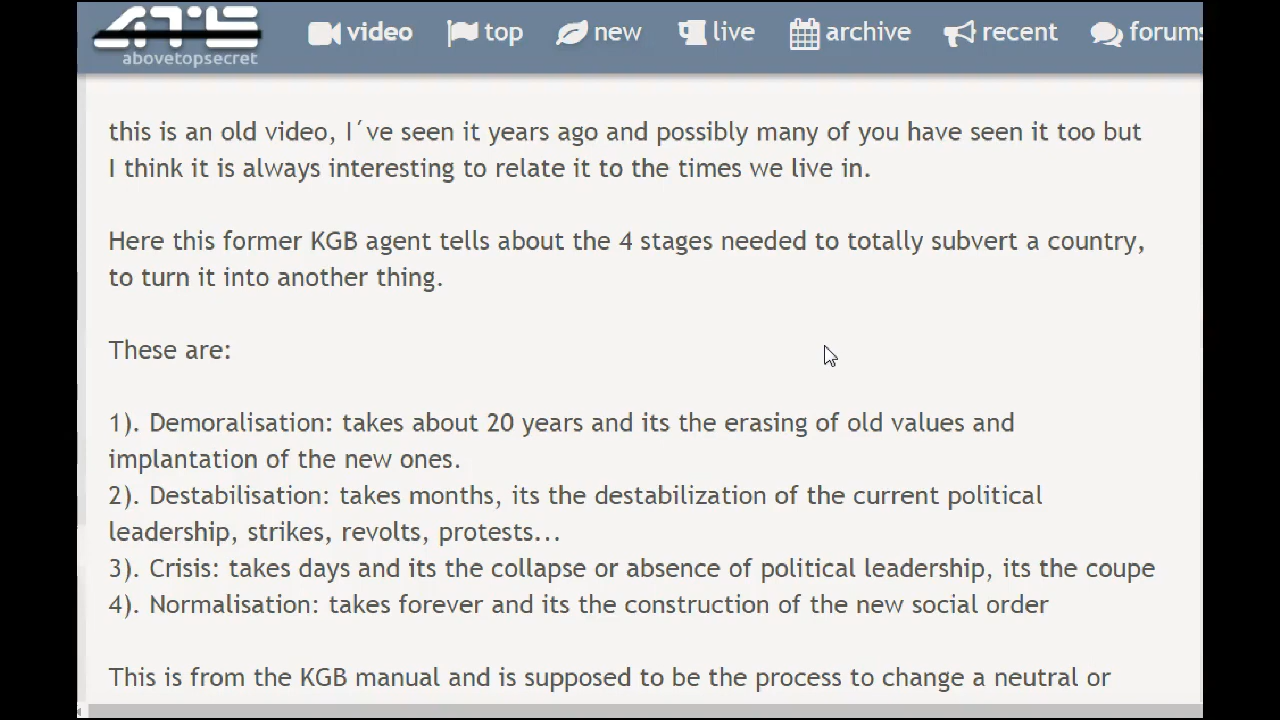 ATS
abovetopsecret
video top new live archive recent forums
this is an old video, I´ve seen it years ago and possibly many of you have seen it too but
I think it is always interesting to relate it to the times we live in.
Here this former KGB agent tells about the 4 stages needed to totally subvert a country,
to turn it into another thing.
These are:
1). Demoralisation: takes about 20 years and its the erasing of old values and
implantation of the new ones.
2). Destabilisation: takes months, its the destabilization of the current political
leadership, strikes, revolts, protests...
3). Crisis: takes days and its the collapse or absence of political leadership, its the coupe
4). Normalisation: takes forever and its the construction of the new social order
This is from the KGB manual and is supposed to be the process to change a neutral or